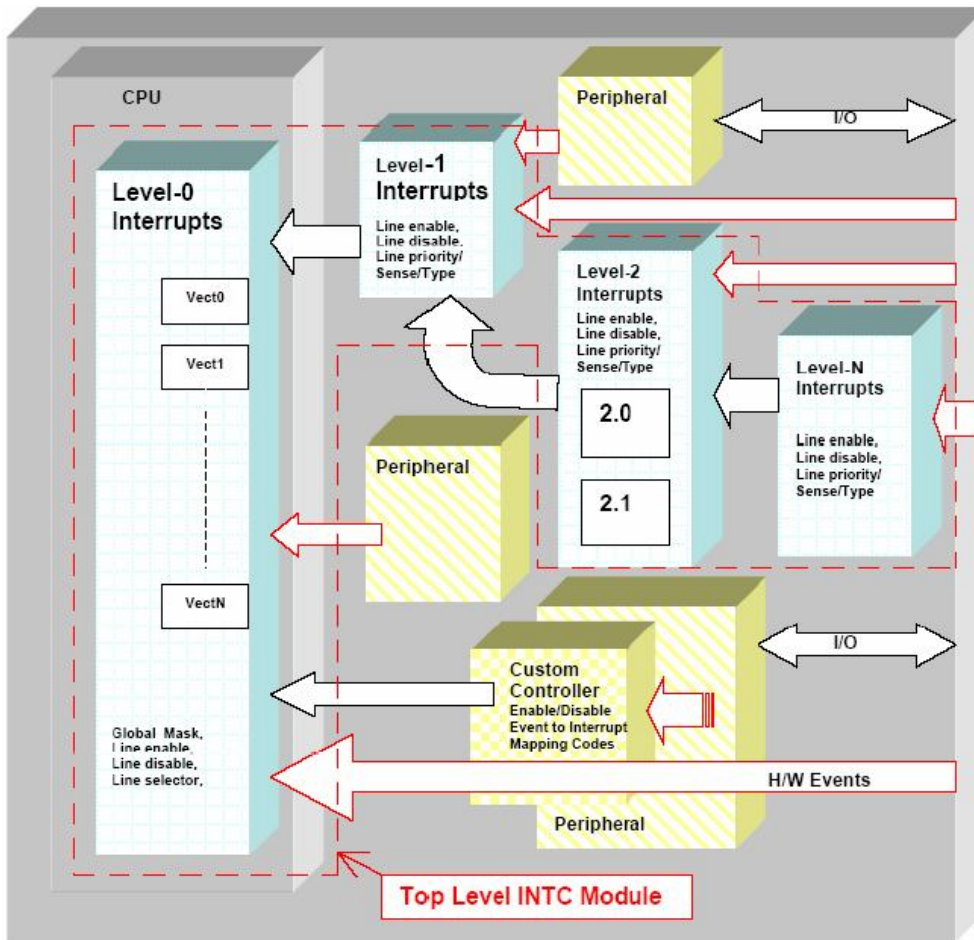 CPU
Level-0
Interrupts
Vect0
Vect1
VectN
Global Mask,
Line enable,
Line disable,
Line selector,
Level-1
Interrupts
Line enable,
Line disable,
Line priority/
Sense/Type
Peripheral
I/O
Level-2
Interrupts
Line enable,
Line disable,
Line priority/
Sense/Type
2.0
2.1
Level-N
Interrupts
Line enable,
Line disable,
Line priority/
Sense/Type
Peripheral
I/O
Custom
Controller
Enable/Disable
Event to Interrupt
Mapping Codes
H/W Events
Peripheral
Top Level INTC Module